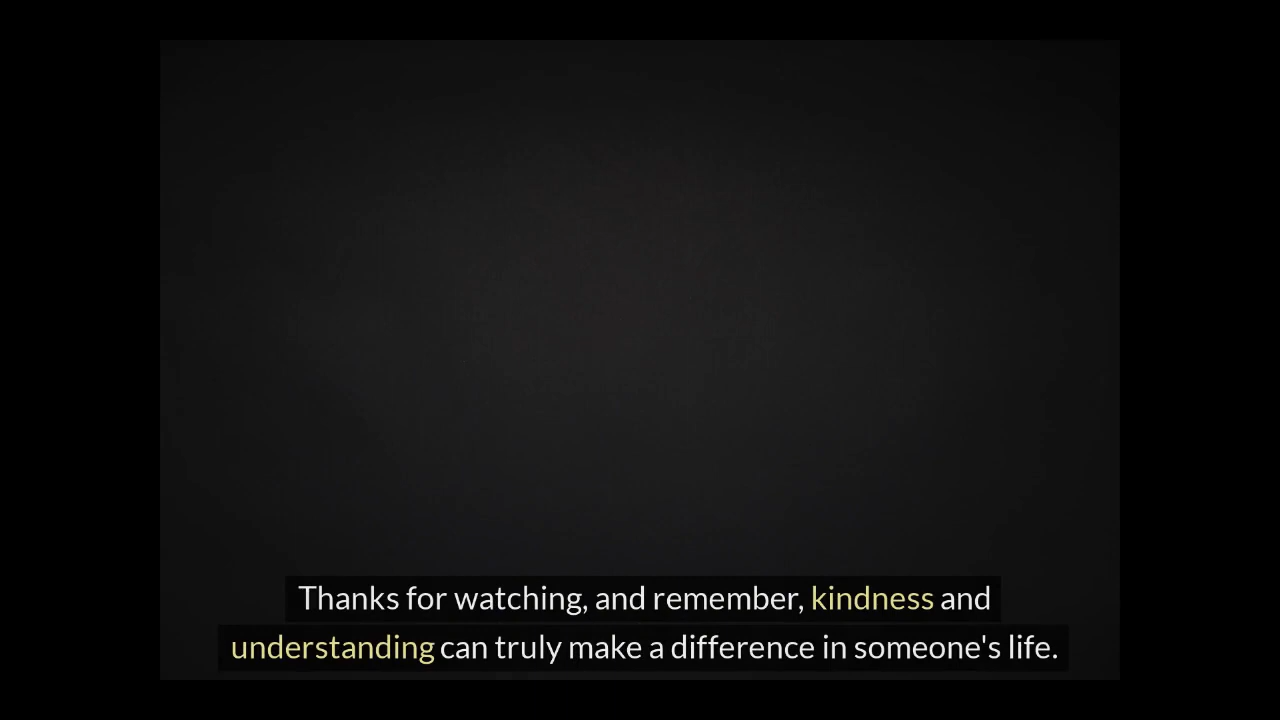 Thanks for watching, and remember, kindness and
understanding can truly make a difference in someone's life.